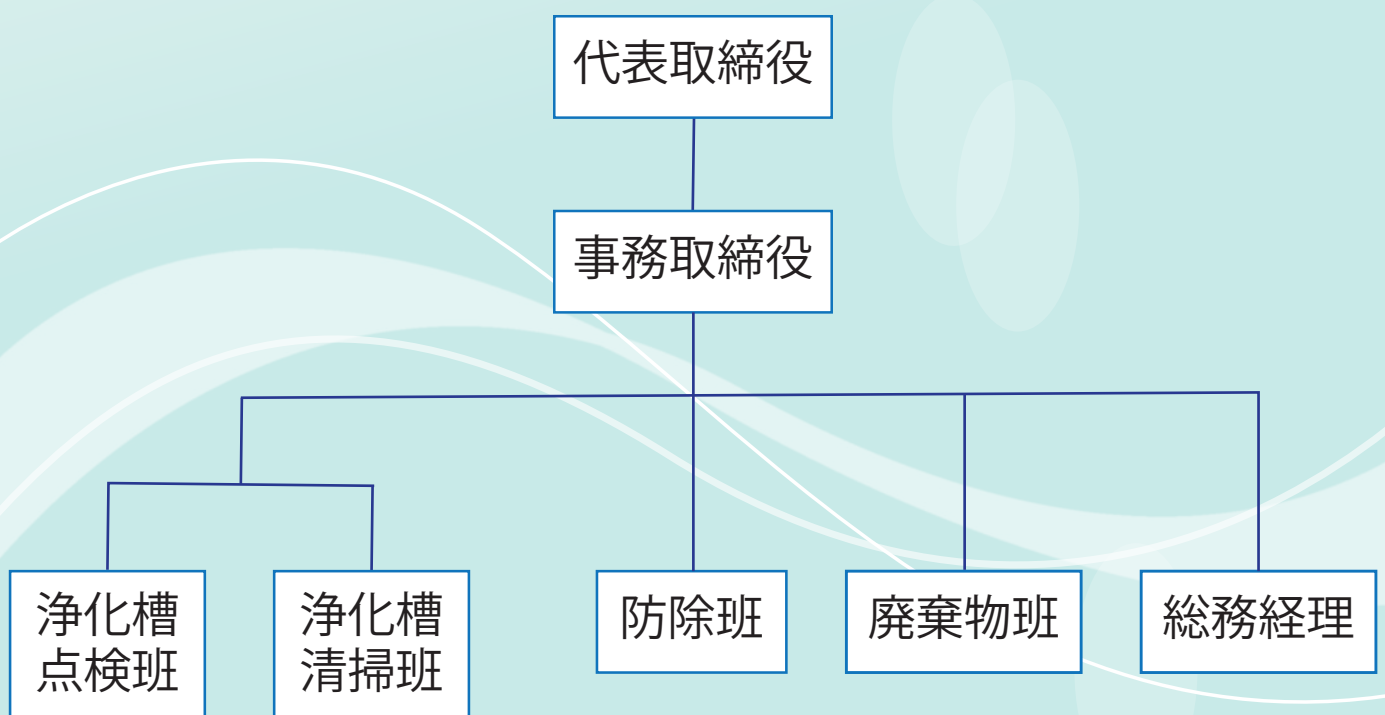 代表取締役
事務取締役
浄化槽
点検班
浄化槽
清掃班
防除班
廃棄物班
総務経理